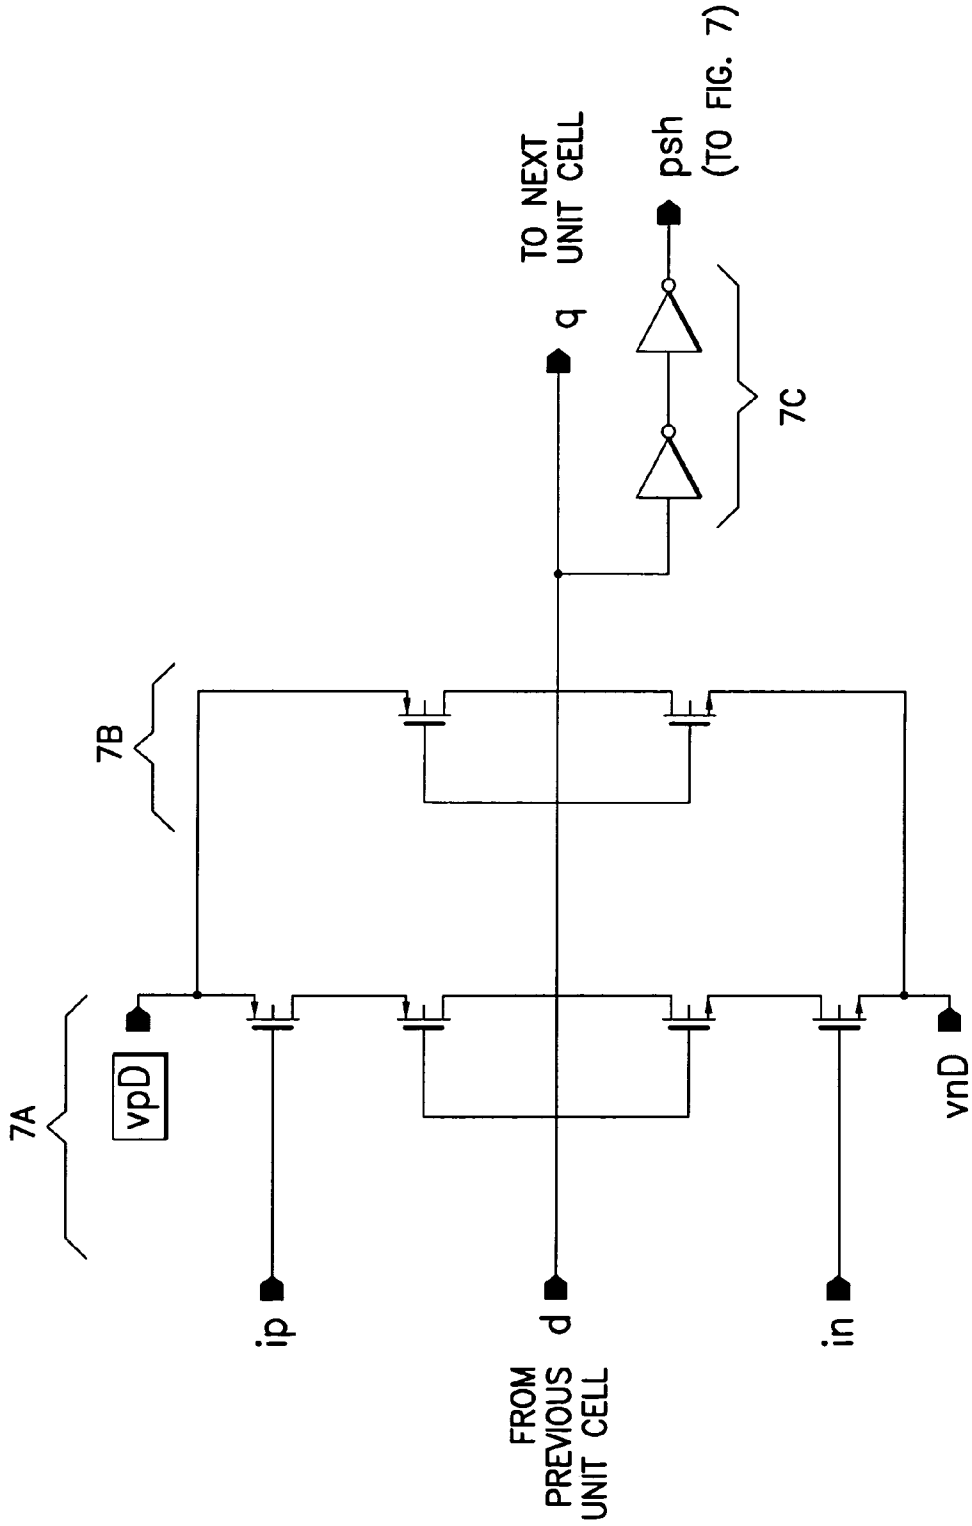 7A
7B
vpD
ip
FROM
PREVIOUS
UNIT CELL
d
in
vnD
q
TO NEXT
UNIT CELL
7C
psh
(TO FIG. 7)